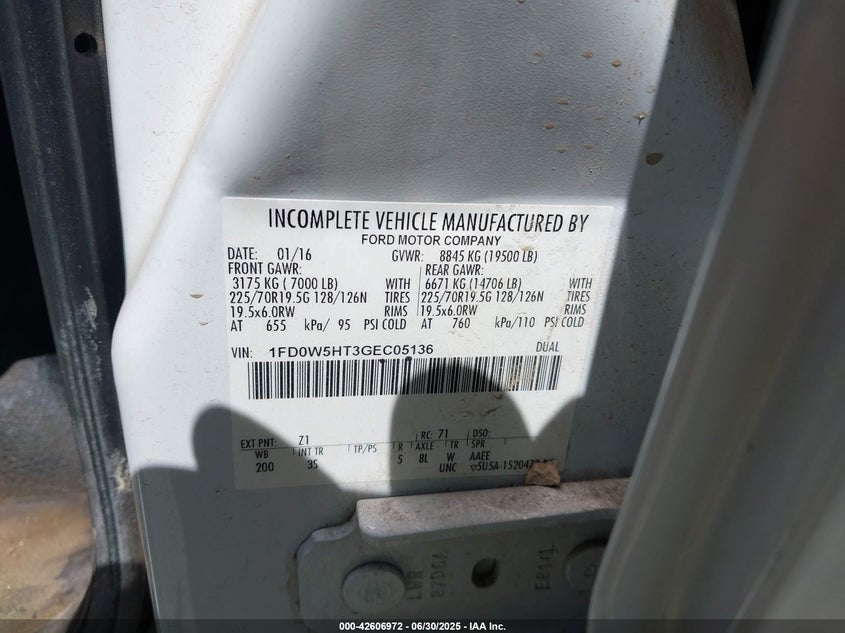 INCOMPLETE VEHICLE MANUFACTURED BY
FORD MOTOR COMPANY
DATE: 01/16 GVWR: 8845 KG (19500 LB)
FRONT GAWR: REAR GAWR:
3175 KG ( 7000 LB) WITH 6671 KG (14706 LB) WITH
225/70R19.5G 128/126N TIRES 225/70R19.5G 128/126N TIRES
19.5x6.0RW RIMS 19.5x6.0RW RIMS
AT 655 kPa/ 95 PSI COLD AT 760 kPa/110 PSI COLD
VIN: 1FD0W5HT3GEC05136 DUAL
EXT PNT: Z1 RC: 71 DSO:
WB INT TR TP/PS R AXLE TR SPR
200 3S 5 8L W AAEE
UNC ▽5U5A-152047
LWR
000-42606972 - 06/30/2025 - IAA Inc.